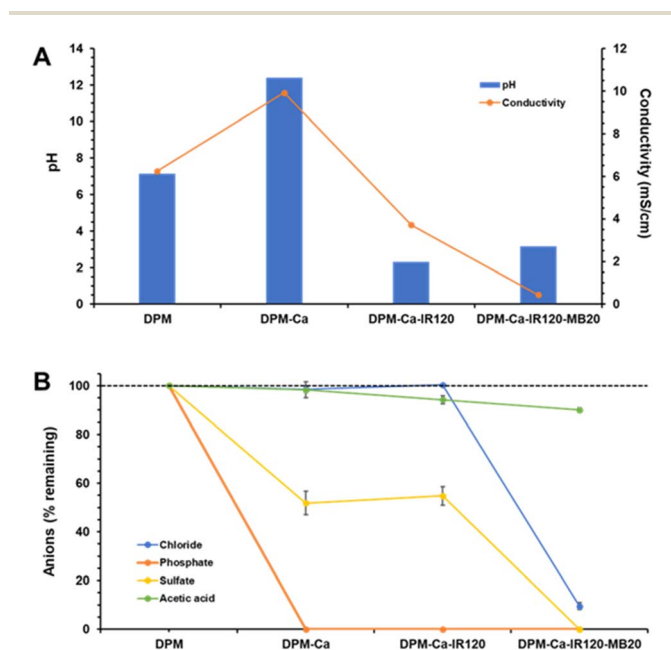 A
14
12
10
8
6
4
2
0
pH
12
10
8
6
4
2
0
Conductivity (mS/cm)
pH
Conductivity
DPM
DPM-Ca
DPM-Ca-IR120
DPM-Ca-IR120-MB20
B
100
80
60
40
20
0
Anions (% remaining)
Chloride
Phosphate
Sulfate
Acetic acid
DPM
DPM-Ca
DPM-Ca-IR120
DPM-Ca-IR120-MB20